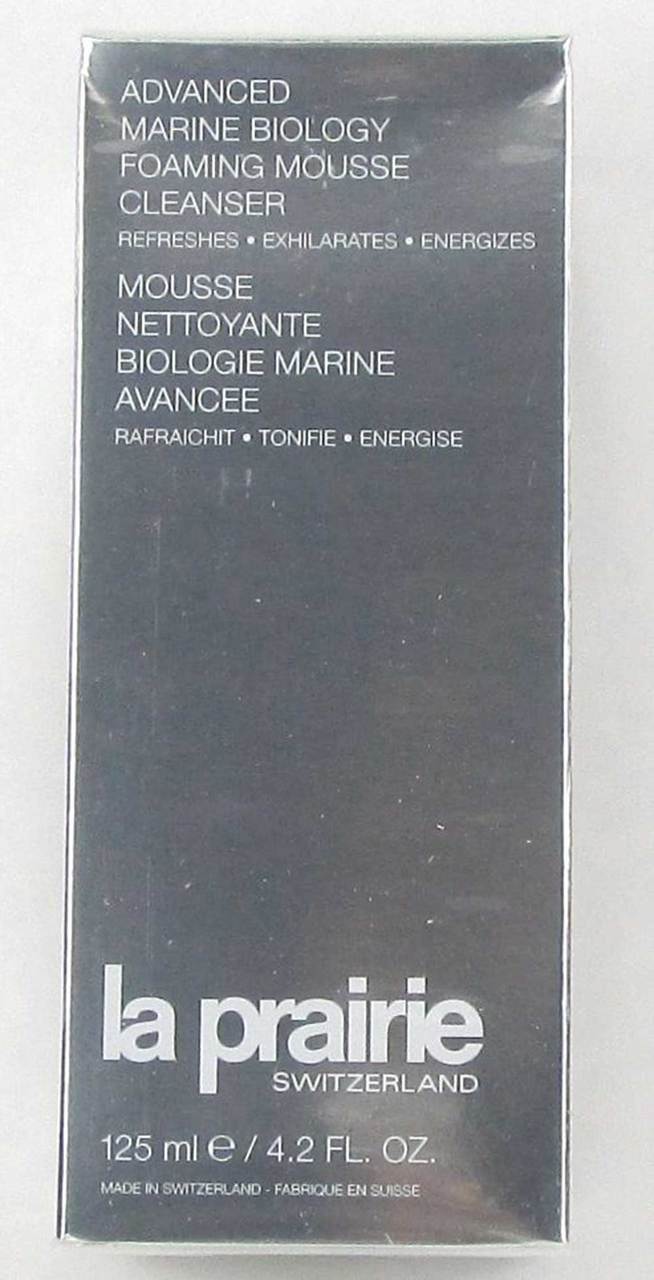 ADVANCED
MARINE BIOLOGY
FOAMING MOUSSE
CLEANSER
REFRESHES • EXHILARATES • ENERGIZES
MOUSSE
NETTOYANTE
BIOLOGIE MARINE
AVANCEE
RAFRAICHIT • TONIFIE • ENERGISE
la prairie
SWITZERLAND
125 ml ℮ / 4.2 FL. OZ.
MADE IN SWITZERLAND - FABRIQUE EN SUISSE